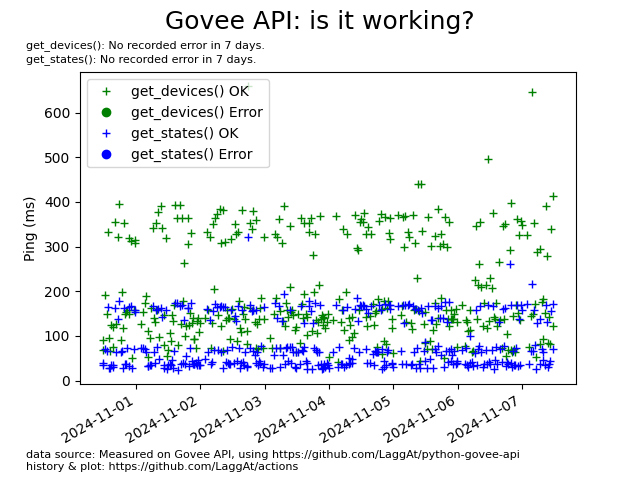 Govee API: is it working?
get_devices(): No recorded error in 7 days.
get_states(): No recorded error in 7 days.
get_devices() OK
get_devices() Error
get_states() OK
get_states() Error
Ping (ms)
600
500
400
300
200
100
0
2024-11-01
2024-11-02
2024-11-03
2024-11-04
2024-11-05
2024-11-06
2024-11-07
data source: Measured on Govee API, using https://github.com/LaggAt/python-govee-api
history & plot: https://github.com/LaggAt/actions